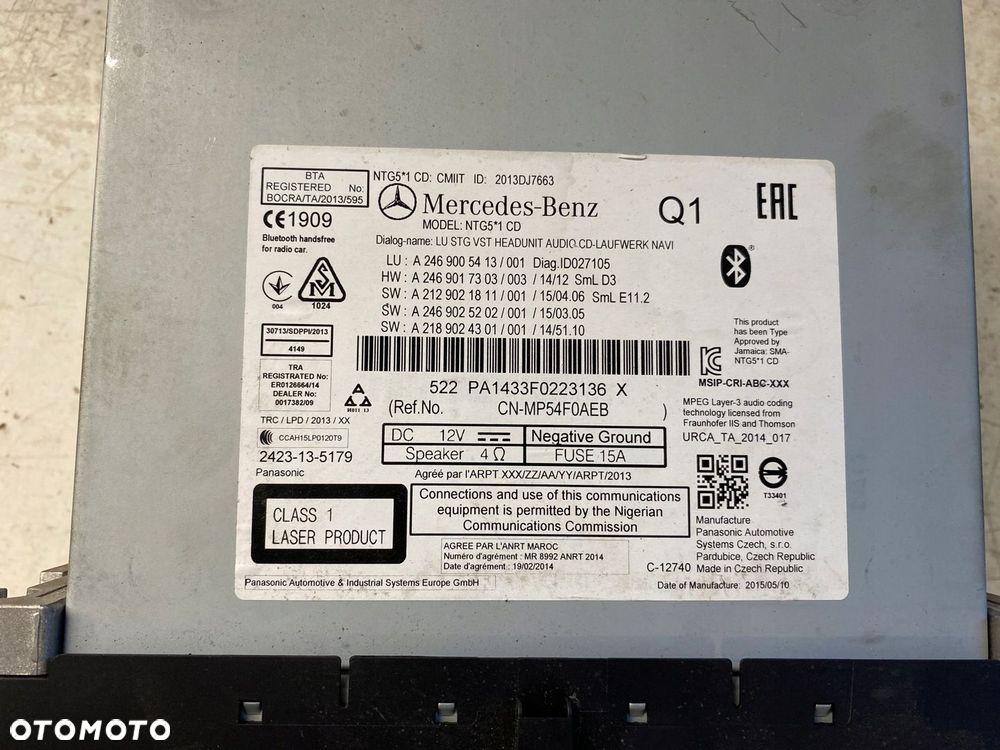 BTA
REGISTERED No:
BOCRA/TA/2013/595
NTG5*1 CD: CMIIT ID: 2013DJ7663
Mercedes-Benz
MODEL: NTG5*1 CD
Q1
EAC
CE1909
Bluetooth handsfree
for radio car.
Dialog-name: LU STG VST HEADUNIT AUDIO CD-LAUFWERK NAVI
LU : A 246 900 54 13 / 001 Diag.ID027105
HW : A 246 901 73 03 / 003 / 14/12 SmL D3
SW : A 212 902 18 11 / 001 / 15/04.06 SmL E11.2
SW : A 246 902 52 02 / 001 / 15/03.05
SW : A 218 902 43 01 / 001 / 14/51.10
004
SM
1024
30713/SDPPI/2013
4149
TRA
REGISTERED No:
ER0126664/14
DEALER No:
0017382/09
TRC / LPD / 2013 / XX
CCAH15LP0120T9
2423-13-5179
Panasonic
522 PA1433F0223136 X
(Ref.No. CN-MP54F0AEB )
DC 12V Negative Ground
Speaker 4 Ω FUSE 15A
Agréé par l'ARPT XXX/ZZ/AA/YY/ARPT/2013
Connections and use of this communications
equipment is permitted by the Nigerian
Communications Commission
AGREE PAR L'ANRT MAROC
Numéro d'agrément : MR 8992 ANRT 2014
Date d'agrément : 19/02/2014
CLASS 1
LASER PRODUCT
Panasonic Automotive & Industrial Systems Europe GmbH
This product
has been Type
Approved by
Jamaica: SMA-
NTG5*1 CD
MSIP-CRI-ABC-XXX
MPEG Layer-3 audio coding
technology licensed from
Fraunhofer IIS and Thomson
URCA_TA_2014_017
T33401
Manufacture
Panasonic Automotive
Systems Czech, s.r.o.
Pardubice, Czech Republic
C-12740 Made in Czech Republic
Date of Manufacture: 2015/05/10
OTOMOTO
OTOMOTO